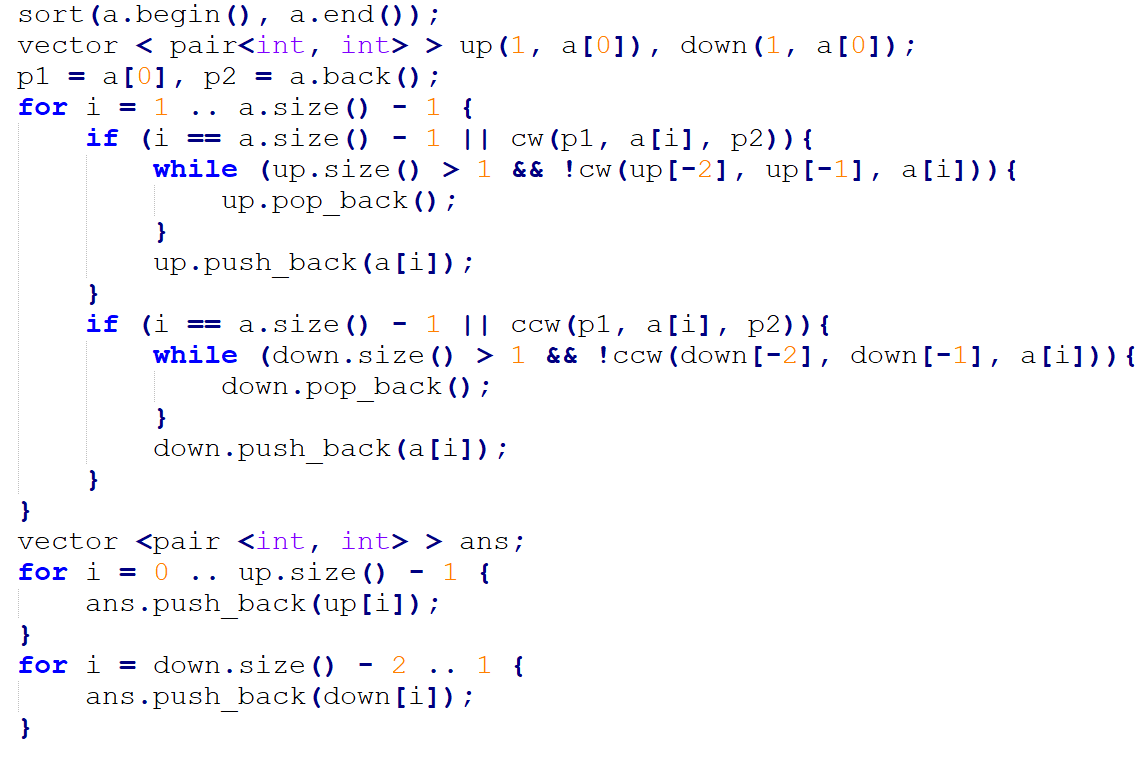 sort(a.begin(), a.end());
vector < pair<int, int> > up(1, a[0]), down(1, a[0]);
p1 = a[0], p2 = a.back();
for i = 1 .. a.size() - 1 {
    if (i == a.size() - 1 || cw(p1, a[i], p2)){
        while (up.size() > 1 && !cw(up[-2], up[-1], a[i])){
            up.pop_back();
        }
        up.push_back(a[i]);
    }
    if (i == a.size() - 1 || ccw(p1, a[i], p2)){
        while (down.size() > 1 && !ccw(down[-2], down[-1], a[i])){
            down.pop_back();
        }
        down.push_back(a[i]);
    }
}
vector <pair <int, int> > ans;
for i = 0 .. up.size() - 1 {
    ans.push_back(up[i]);
}
for i = down.size() - 2 .. 1 {
    ans.push_back(down[i]);
}